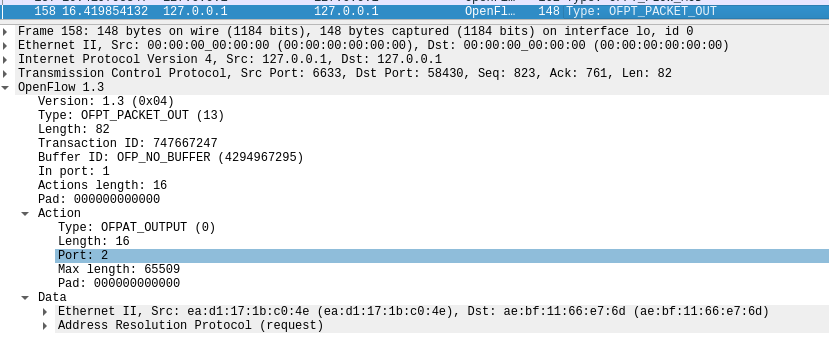 158 16.419854132 127.0.0.1 127.0.0.1 OpenFl… 148 Type: OFPT_PACKET_OUT
Frame 158: 148 bytes on wire (1184 bits), 148 bytes captured (1184 bits) on interface lo, id 0
Ethernet II, Src: 00:00:00_00:00:00 (00:00:00:00:00:00), Dst: 00:00:00_00:00:00 (00:00:00:00:00:00)
Internet Protocol Version 4, Src: 127.0.0.1, Dst: 127.0.0.1
Transmission Control Protocol, Src Port: 6633, Dst Port: 58430, Seq: 823, Ack: 761, Len: 82
OpenFlow 1.3
Version: 1.3 (0x04)
Type: OFPT_PACKET_OUT (13)
Length: 82
Transaction ID: 747667247
Buffer ID: OFP_NO_BUFFER (4294967295)
In port: 1
Actions length: 16
Pad: 000000000000
Action
Type: OFPAT_OUTPUT (0)
Length: 16
Port: 2
Max length: 65509
Pad: 000000000000
Data
Ethernet II, Src: ea:d1:17:1b:c0:4e (ea:d1:17:1b:c0:4e), Dst: ae:bf:11:66:e7:6d (ae:bf:11:66:e7:6d)
Address Resolution Protocol (request)